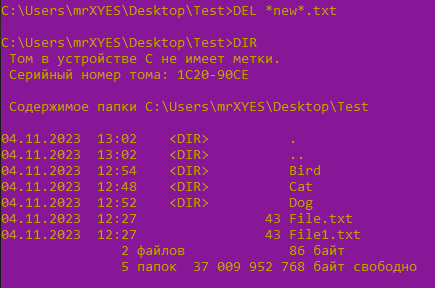 C:\Users\mrXYES\Desktop\Test>DEL *new*.txt
C:\Users\mrXYES\Desktop\Test>DIR
Том в устройстве C не имеет метки.
Серийный номер тома: 1C20-90CE
Содержимое папки C:\Users\mrXYES\Desktop\Test
04.11.2023  13:02    <DIR>          .
04.11.2023  13:02    <DIR>          ..
04.11.2023  12:54    <DIR>          Bird
04.11.2023  12:48    <DIR>          Cat
04.11.2023  12:52    <DIR>          Dog
04.11.2023  12:27                43 File.txt
04.11.2023  12:27                43 File1.txt
2 файлов             86 байт
5 папок  37 009 952 768 байт свободно